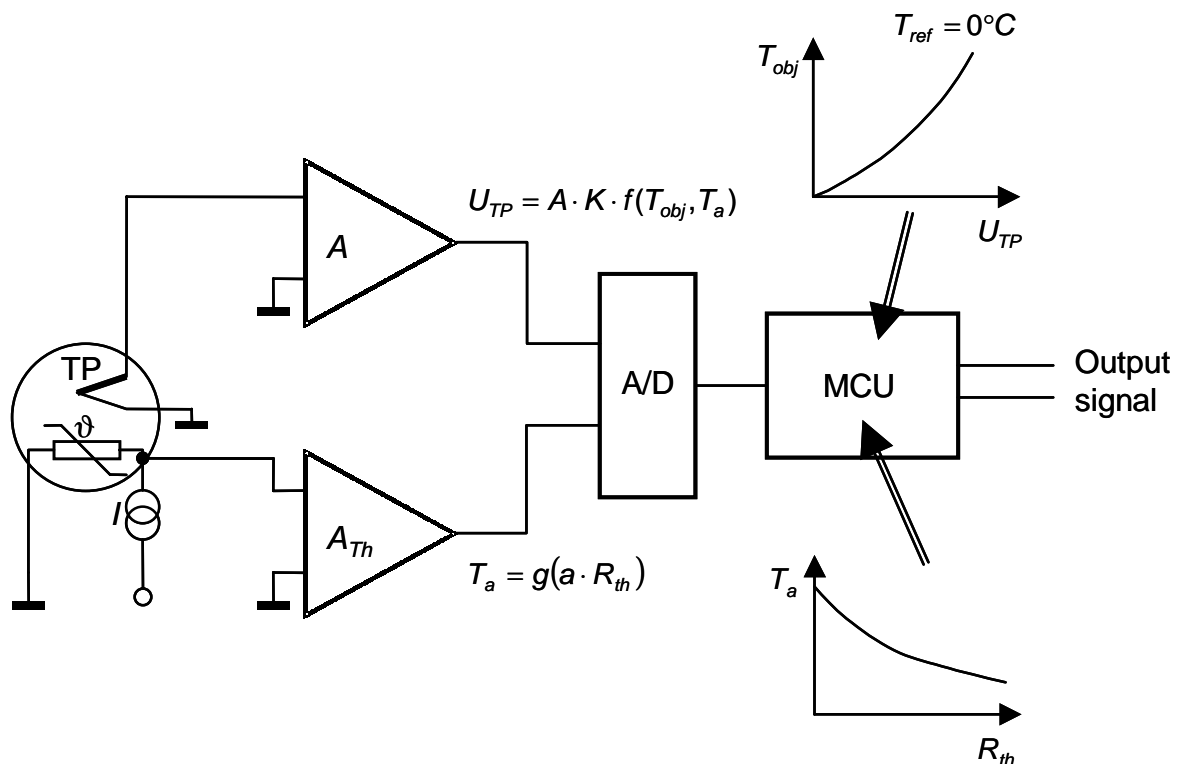 T_ref = 0°C
T_obj
U_TP = A · K · f(T_obj, T_a)
U_TP
A
TP
A/D
MCU
Output
signal
ϑ
I
A_Th
T_a = g(a · R_th)
T_a
R_th